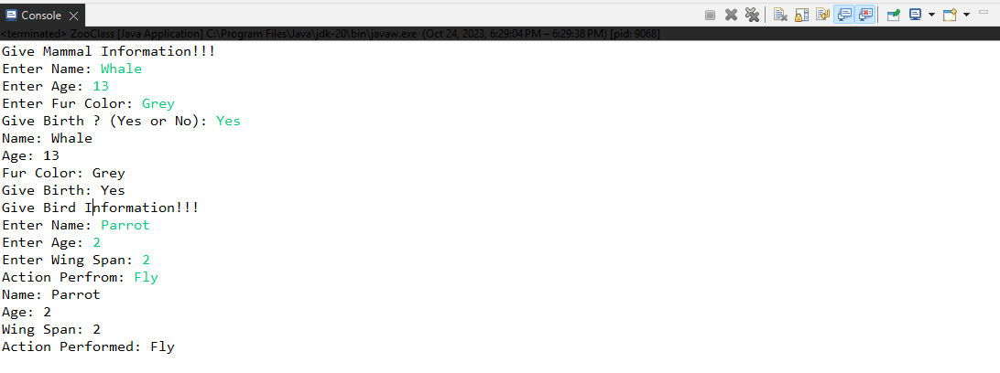 Console
<terminated> ZooClass [Java Application] C:\Program Files\Java\jdk-20\bin\javaw.exe (Oct 24, 2023, 6:29:04 PM – 6:29:38 PM) [pid: 9068]
Give Mammal Information!!!
Enter Name: Whale
Enter Age: 13
Enter Fur Color: Grey
Give Birth ? (Yes or No): Yes
Name: Whale
Age: 13
Fur Color: Grey
Give Birth: Yes
Give Bird Information!!!
Enter Name: Parrot
Enter Age: 2
Enter Wing Span: 2
Action Perfrom: Fly
Name: Parrot
Age: 2
Wing Span: 2
Action Performed: Fly